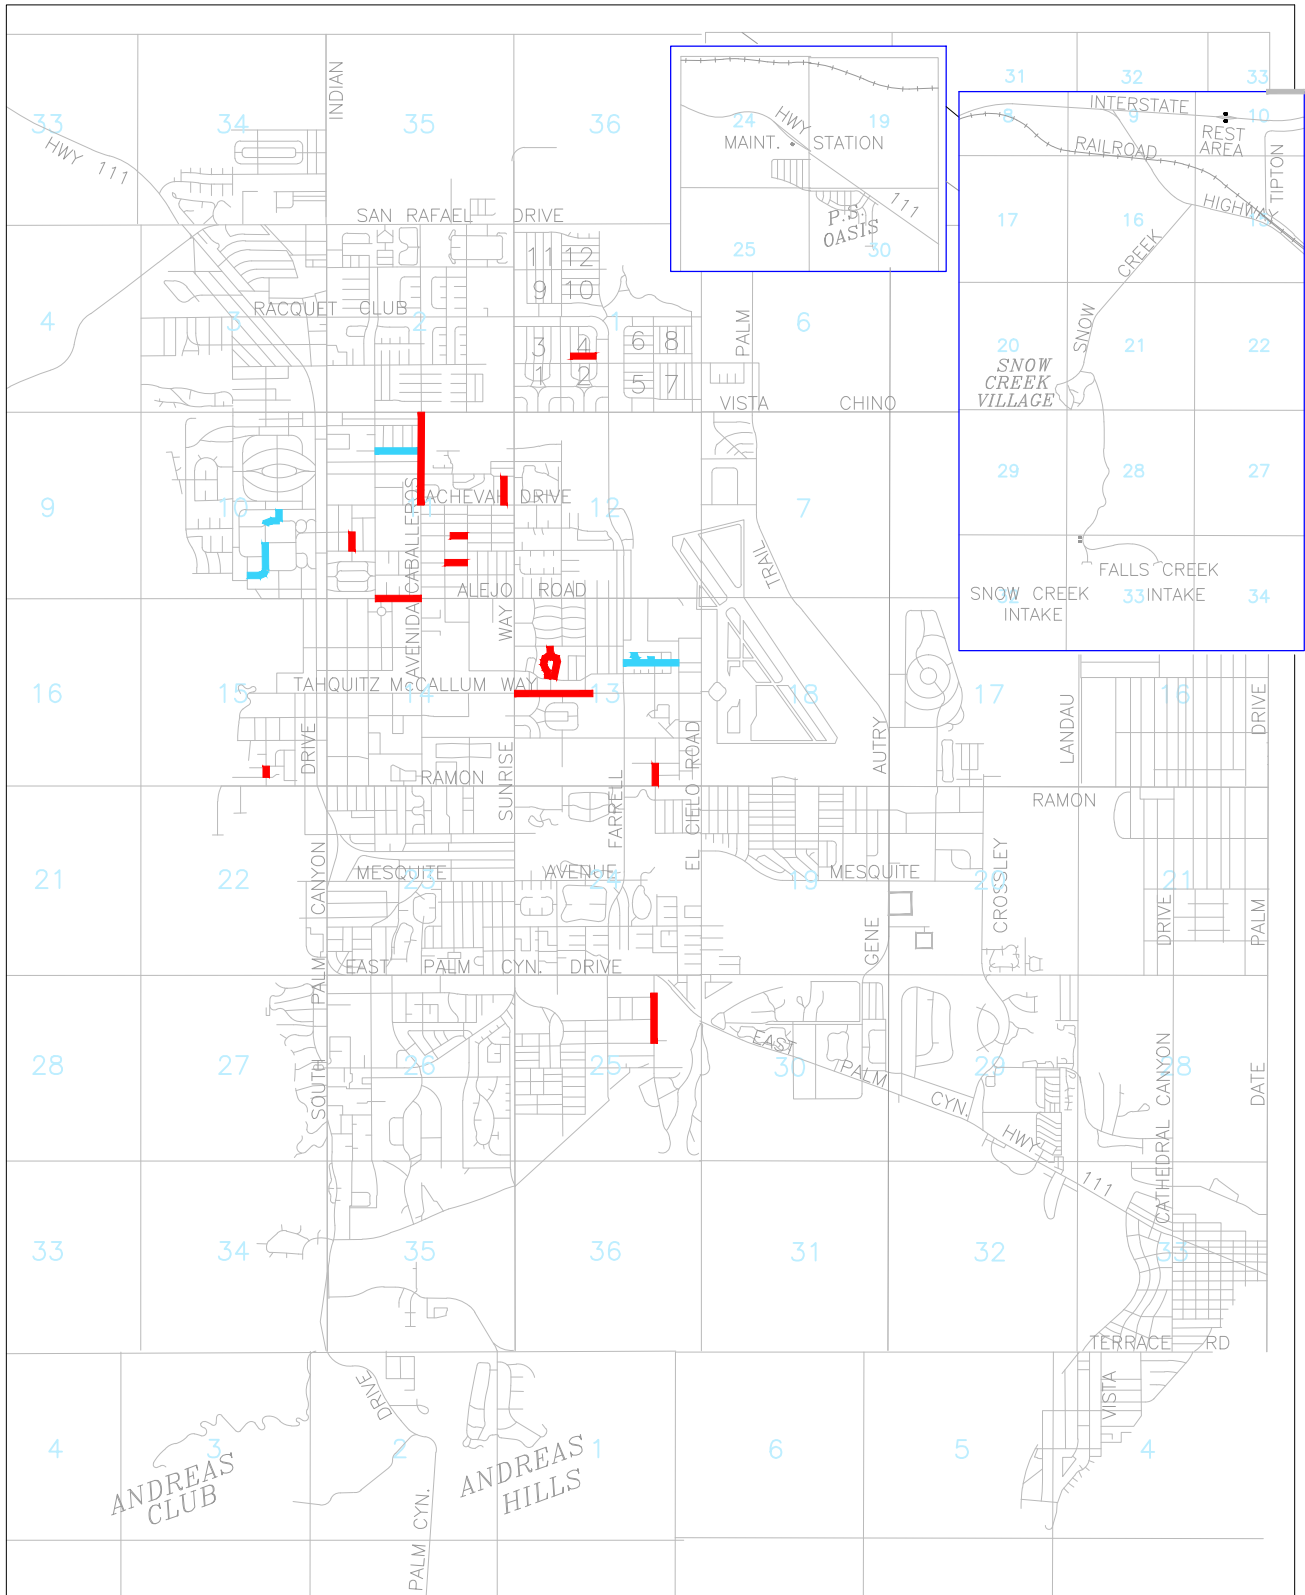 31 32 33
INDIAN
INTERSTATE
33 34 35 36
24 HWY 19
8 9 10
HWY 111
MAINT. STATION
REST
AREA
RAILROAD
TIPTON
SAN RAFAEL DRIVE
111
HIGHWAY
P.S.
OASIS
17 16 15
25 30
CREEK
11 12
9 10
RACQUET CLUB
4 3 2 1 6
PALM
SNOW
3 4 6 8
20 21 22
SNOW
CREEK
VILLAGE
1 2 5 7
VISTA CHINO
29 28 27
ACHEVAH DRIVE
9 10 11 12 7
AVENIDA CABALLEROS
TRAIL
ALEJO ROAD
FALLS CREEK
INTAKE
SNOW CREEK
INTAKE
32 33 34
WAY
TAHQUITZ McCALLUM WAY
16 15 14 13 18 17 16
DRIVE
SUNRISE
EL CIELO ROAD
AUTRY
LANDAU
DRIVE
RAMON
RAMON
FARRELL
MESQUITE AVENUE
MESQUITE
21 22 23 24 19 20 21
CROSSLEY
PALM CANYON
GENE
DRIVE
PALM
EAST PALM CYN. DRIVE
SOUTH
EAST PALM CYN.
28 27 26 25 30 29 28
CATHEDRAL CANYON
DATE
HWY 111
33 34 35 36 31 32 33
TERRACE RD
DRIVE
VISTA
4 3 2 1 6 5 4
ANDREAS
CLUB
ANDREAS
HILLS
PALM CYN.